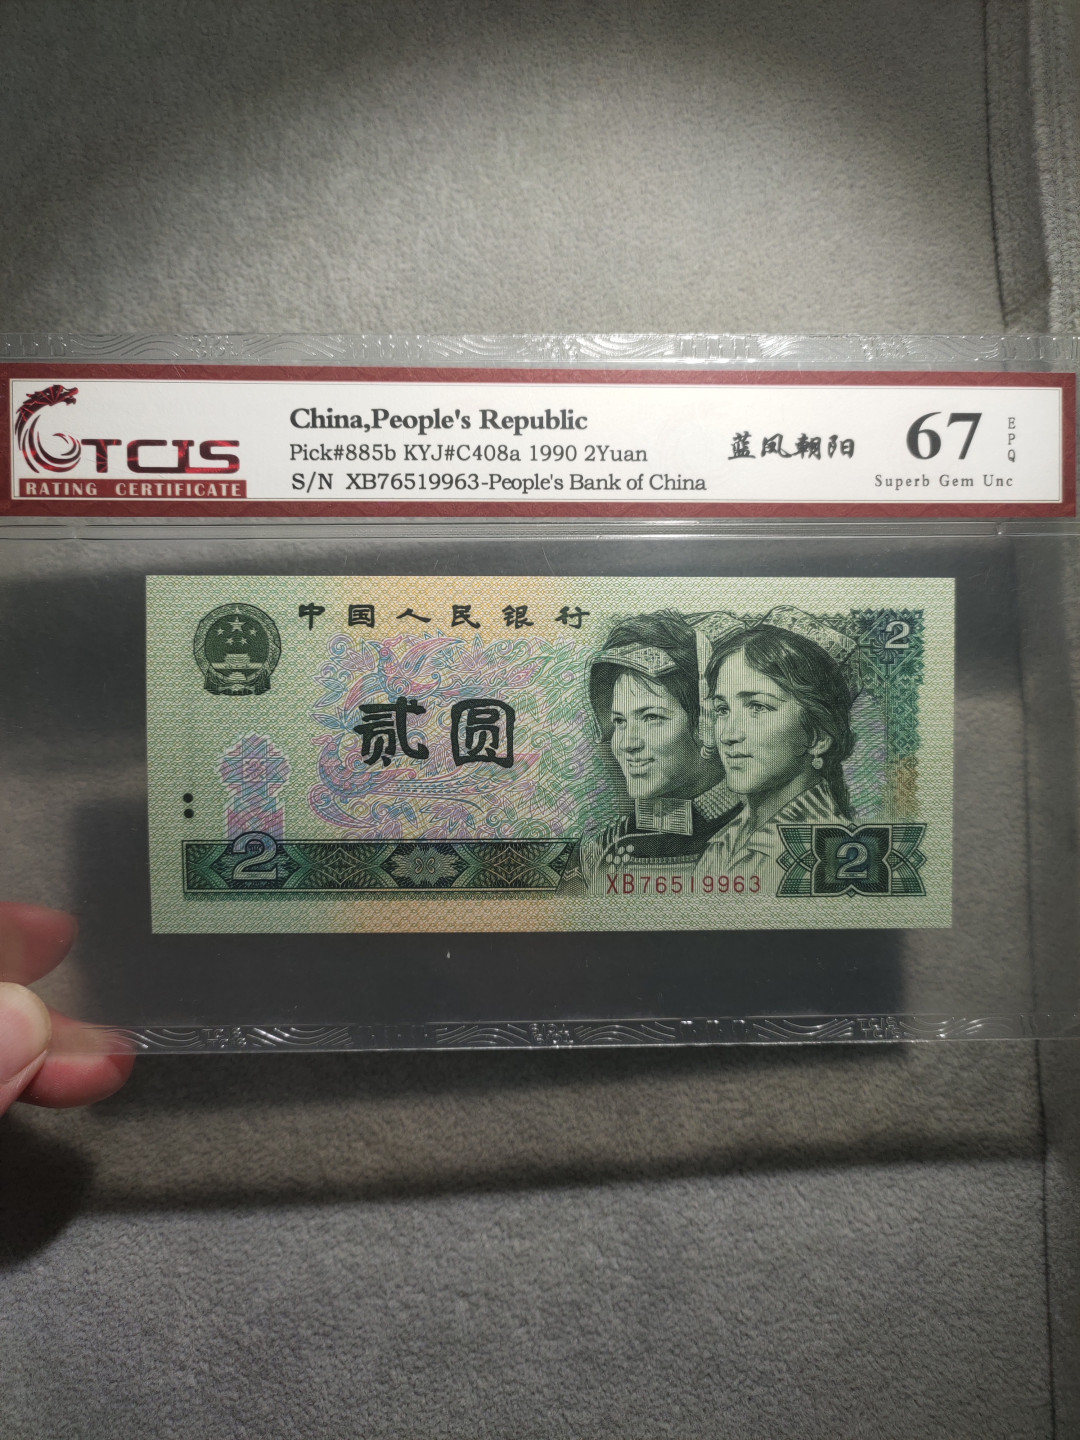 TCIS
RATING CERTIFICATE
China,People's Republic
Pick#885b KYJ#C408a 1990 2Yuan
S/N XB76519963-People's Bank of China
蓝凤朝阳
67
EPQ
Superb Gem Unc
中国人民银行
2
贰圆
2
2
XB76519963